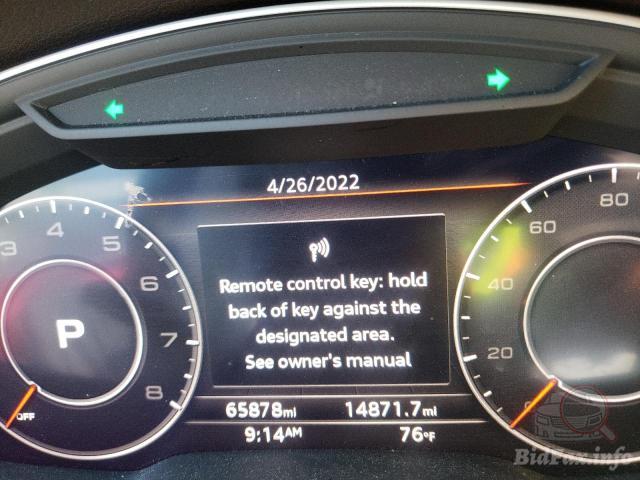 4/26/2022
80
60
3 4 5
40
Remote control key: hold
back of key against the
designated area.
See owner's manual
6
P
7
20
8
OFF
65878mi 14871.7mi
9:14AM 76°F
BidFax.info